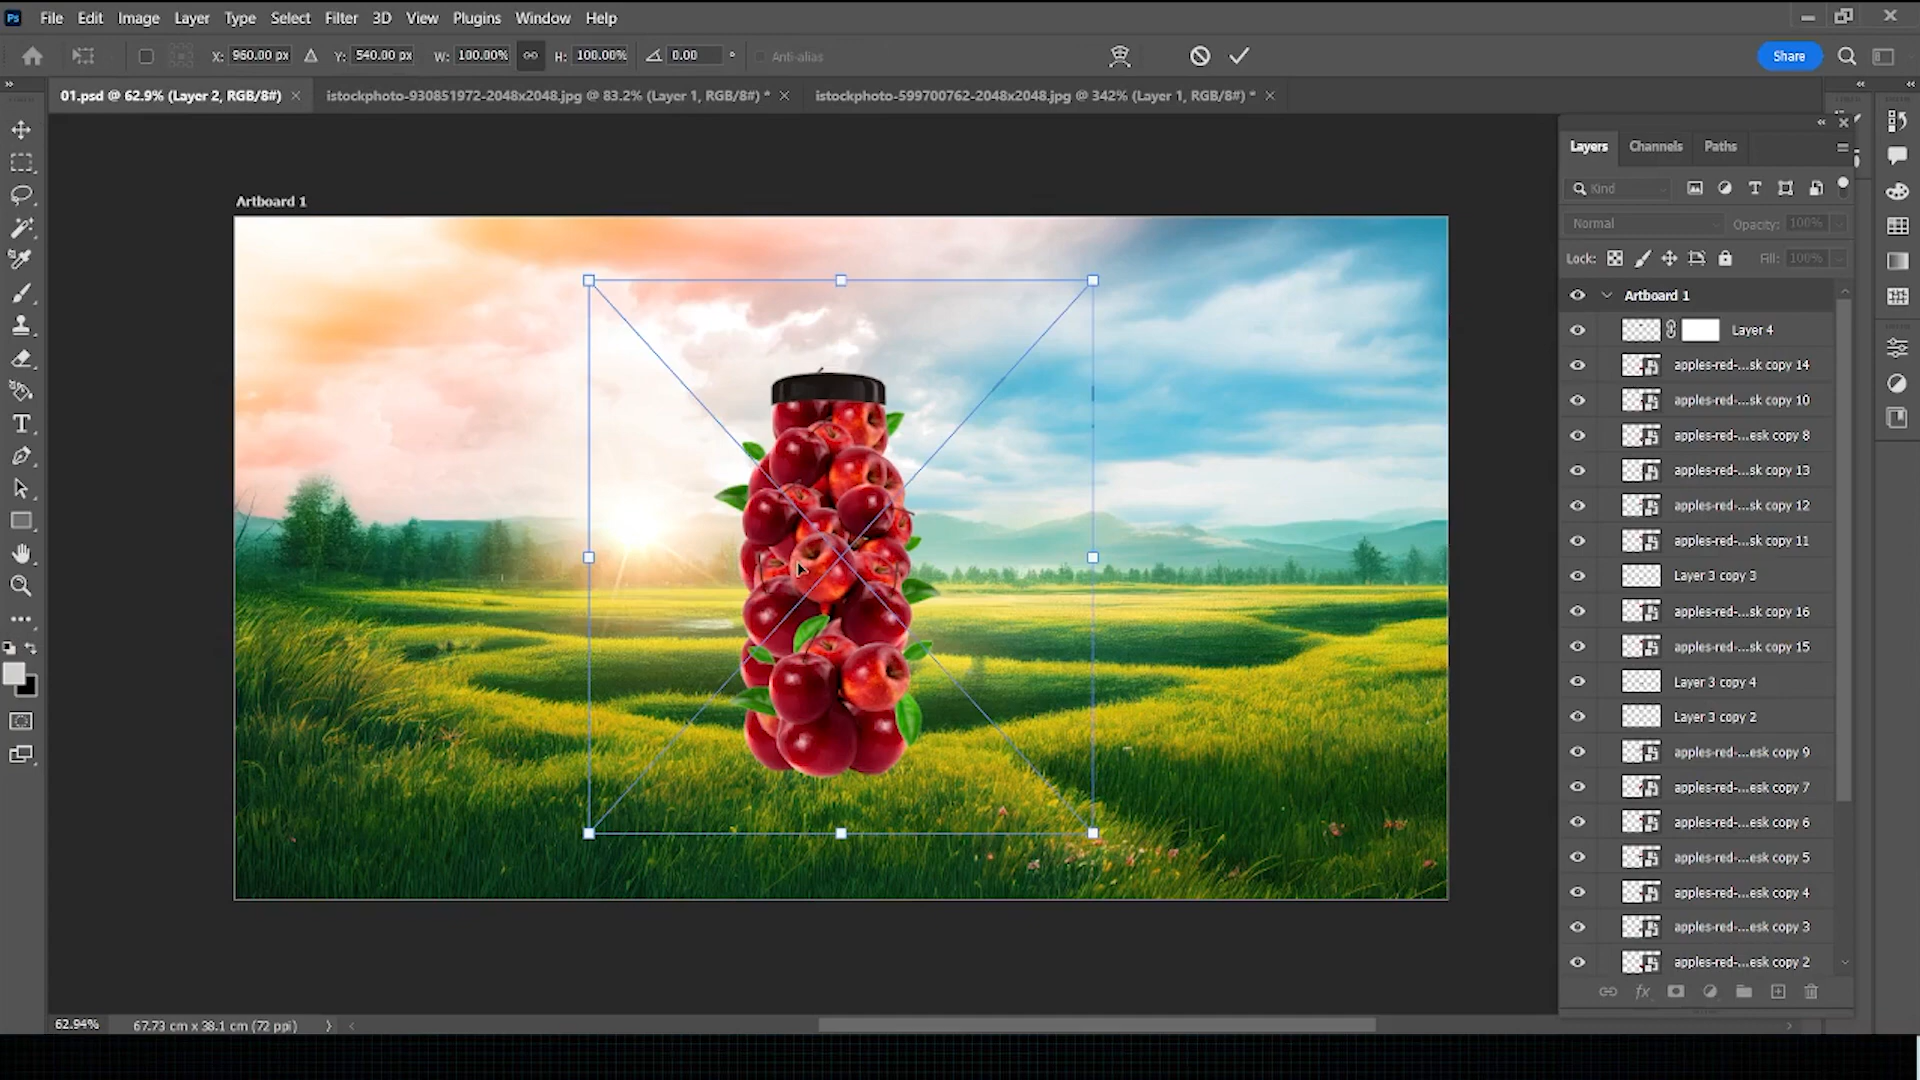 Ps File Edit Image Layer Type Select Filter 3D View Plugins Window Help
X: 960.00 px Y: 540.00 px W: 100.00% H: 100.00% 0.00 ° Anti-alias Share
01.psd @ 62.9% (Layer 2, RGB/8#) × istockphoto-930851972-2048x2048.jpg @ 83.2% (Layer 1, RGB/8#) * × istockphoto-599700762-2048x2048.jpg @ 342% (Layer 1, RGB/8#) * ×
Artboard 1
Layers Channels Paths
Kind
Normal Opacity: 100%
Lock: Fill: 100%
Artboard 1
Layer 4
apples-red-...sk copy 14
apples-red-...sk copy 10
apples-red-...esk copy 8
apples-red-...sk copy 13
apples-red-...sk copy 12
apples-red-...sk copy 11
Layer 3 copy 3
apples-red-...sk copy 16
apples-red-...sk copy 15
Layer 3 copy 4
Layer 3 copy 2
apples-red-...esk copy 9
apples-red-...esk copy 7
apples-red-...esk copy 6
apples-red-...esk copy 5
apples-red-...esk copy 4
apples-red-...esk copy 3
apples-red-...esk copy 2
fx
62.94% 67.73 cm x 38.1 cm (72 ppi)